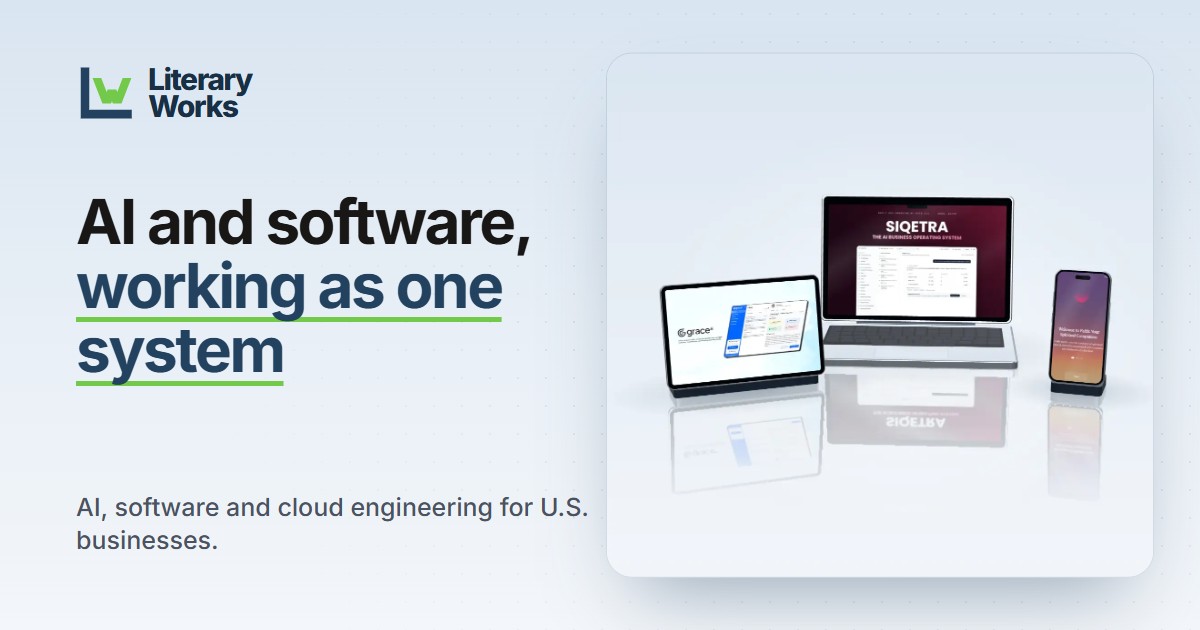 Literary
Works
AI and software,
working as one
system
AI, software and cloud engineering for U.S.
businesses.
SIQETRA
THE AI BUSINESS OPERATING SYSTEM
grace